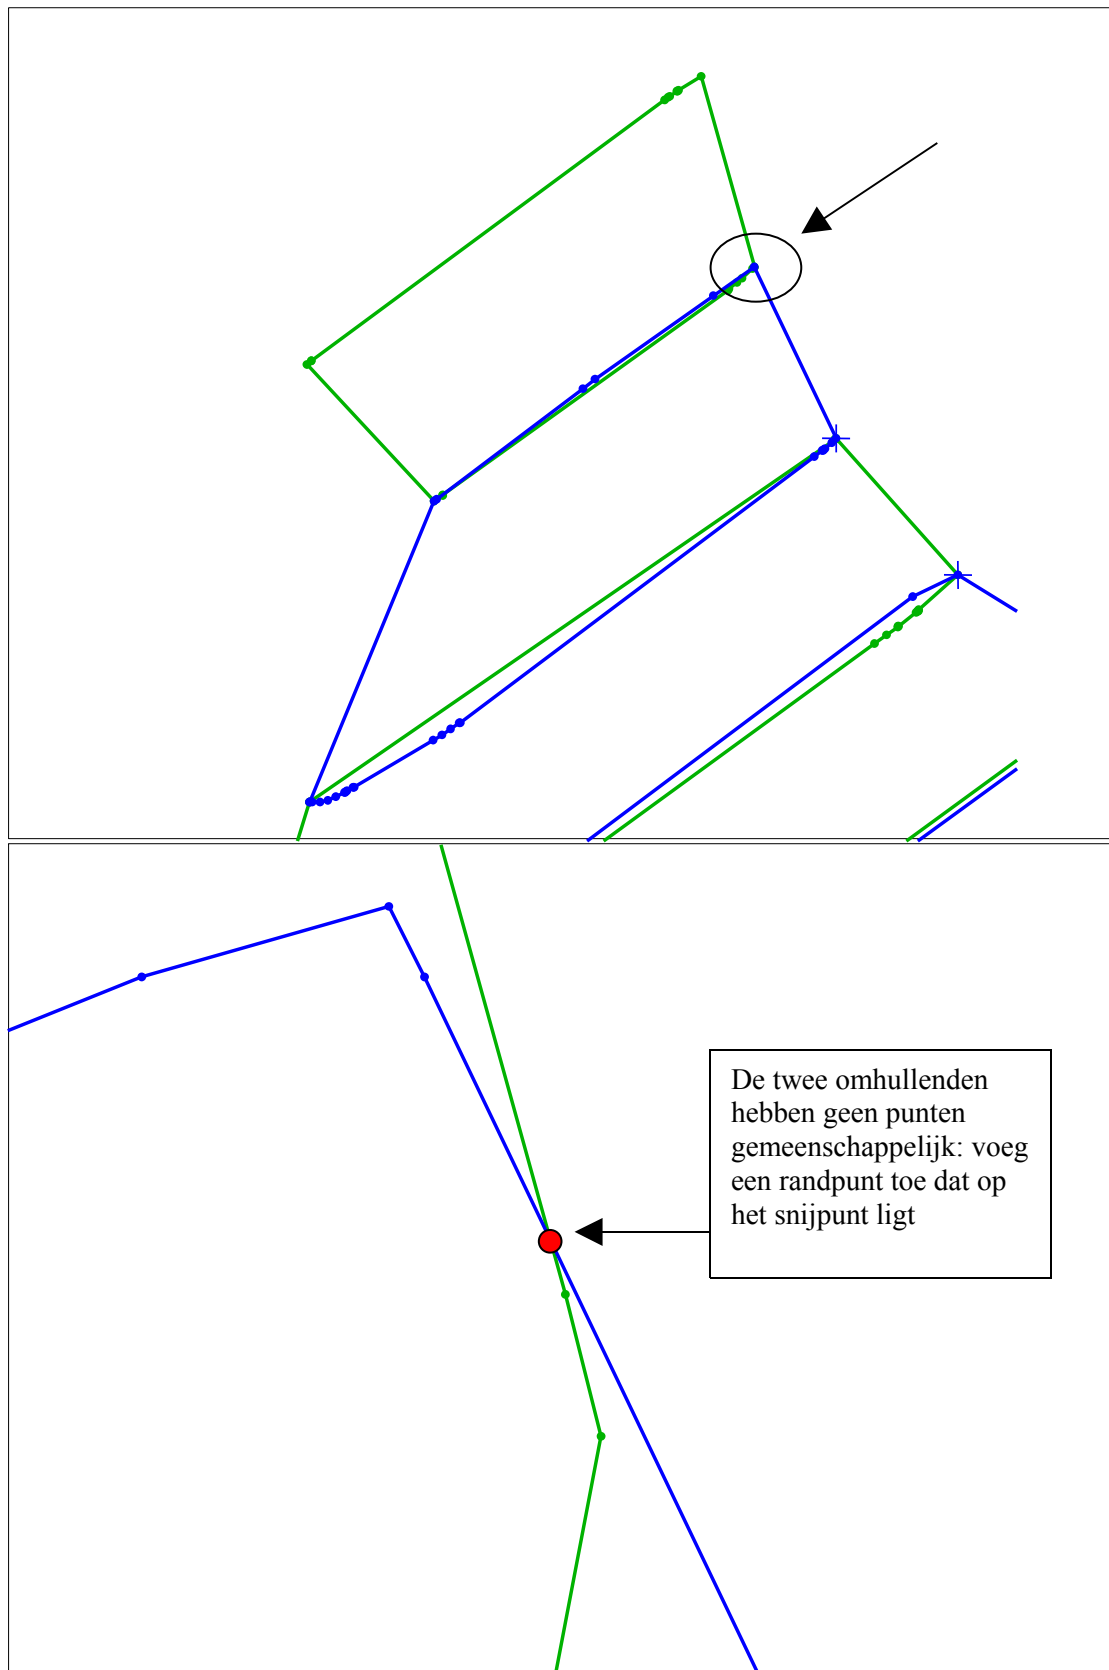 De twee omhullenden
hebben geen punten
gemeenschappelijk: voeg
een randpunt toe dat op
het snijpunt ligt